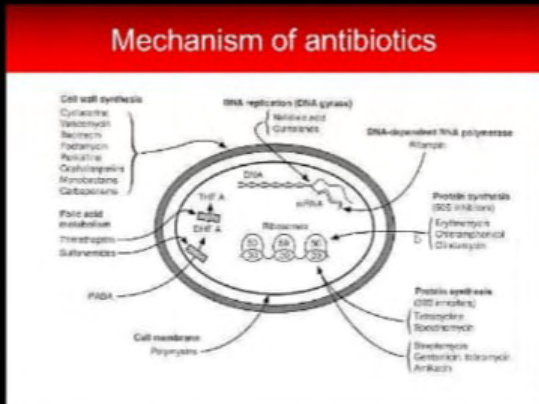 Mechanism of antibiotics
Cell wall synthesis
Cycloserine
Vancomycin
Bacitracin
Fosfomycin
Penicillins
Cephalosporins
Monobactams
Carbapenems
DNA replication (DNA gyrase)
Nalidixic acid
Quinolones
DNA-dependent RNA polymerase
Rifampin
DNA
THF A
mRNA
Protein synthesis
(50S inhibitors)
Erythromycin
Chloramphenicol
Clindamycin
Folic acid
metabolism
Trimethoprim
Sulfonamides
DHF A
Ribosomes
50 50 50
30 30 30
PABA
Protein synthesis
(30S inhibitors)
Tetracycline
Spectinomycin
Streptomycin
Gentamicin, tobramycin
Amikacin
Cell membrane
Polymyxins